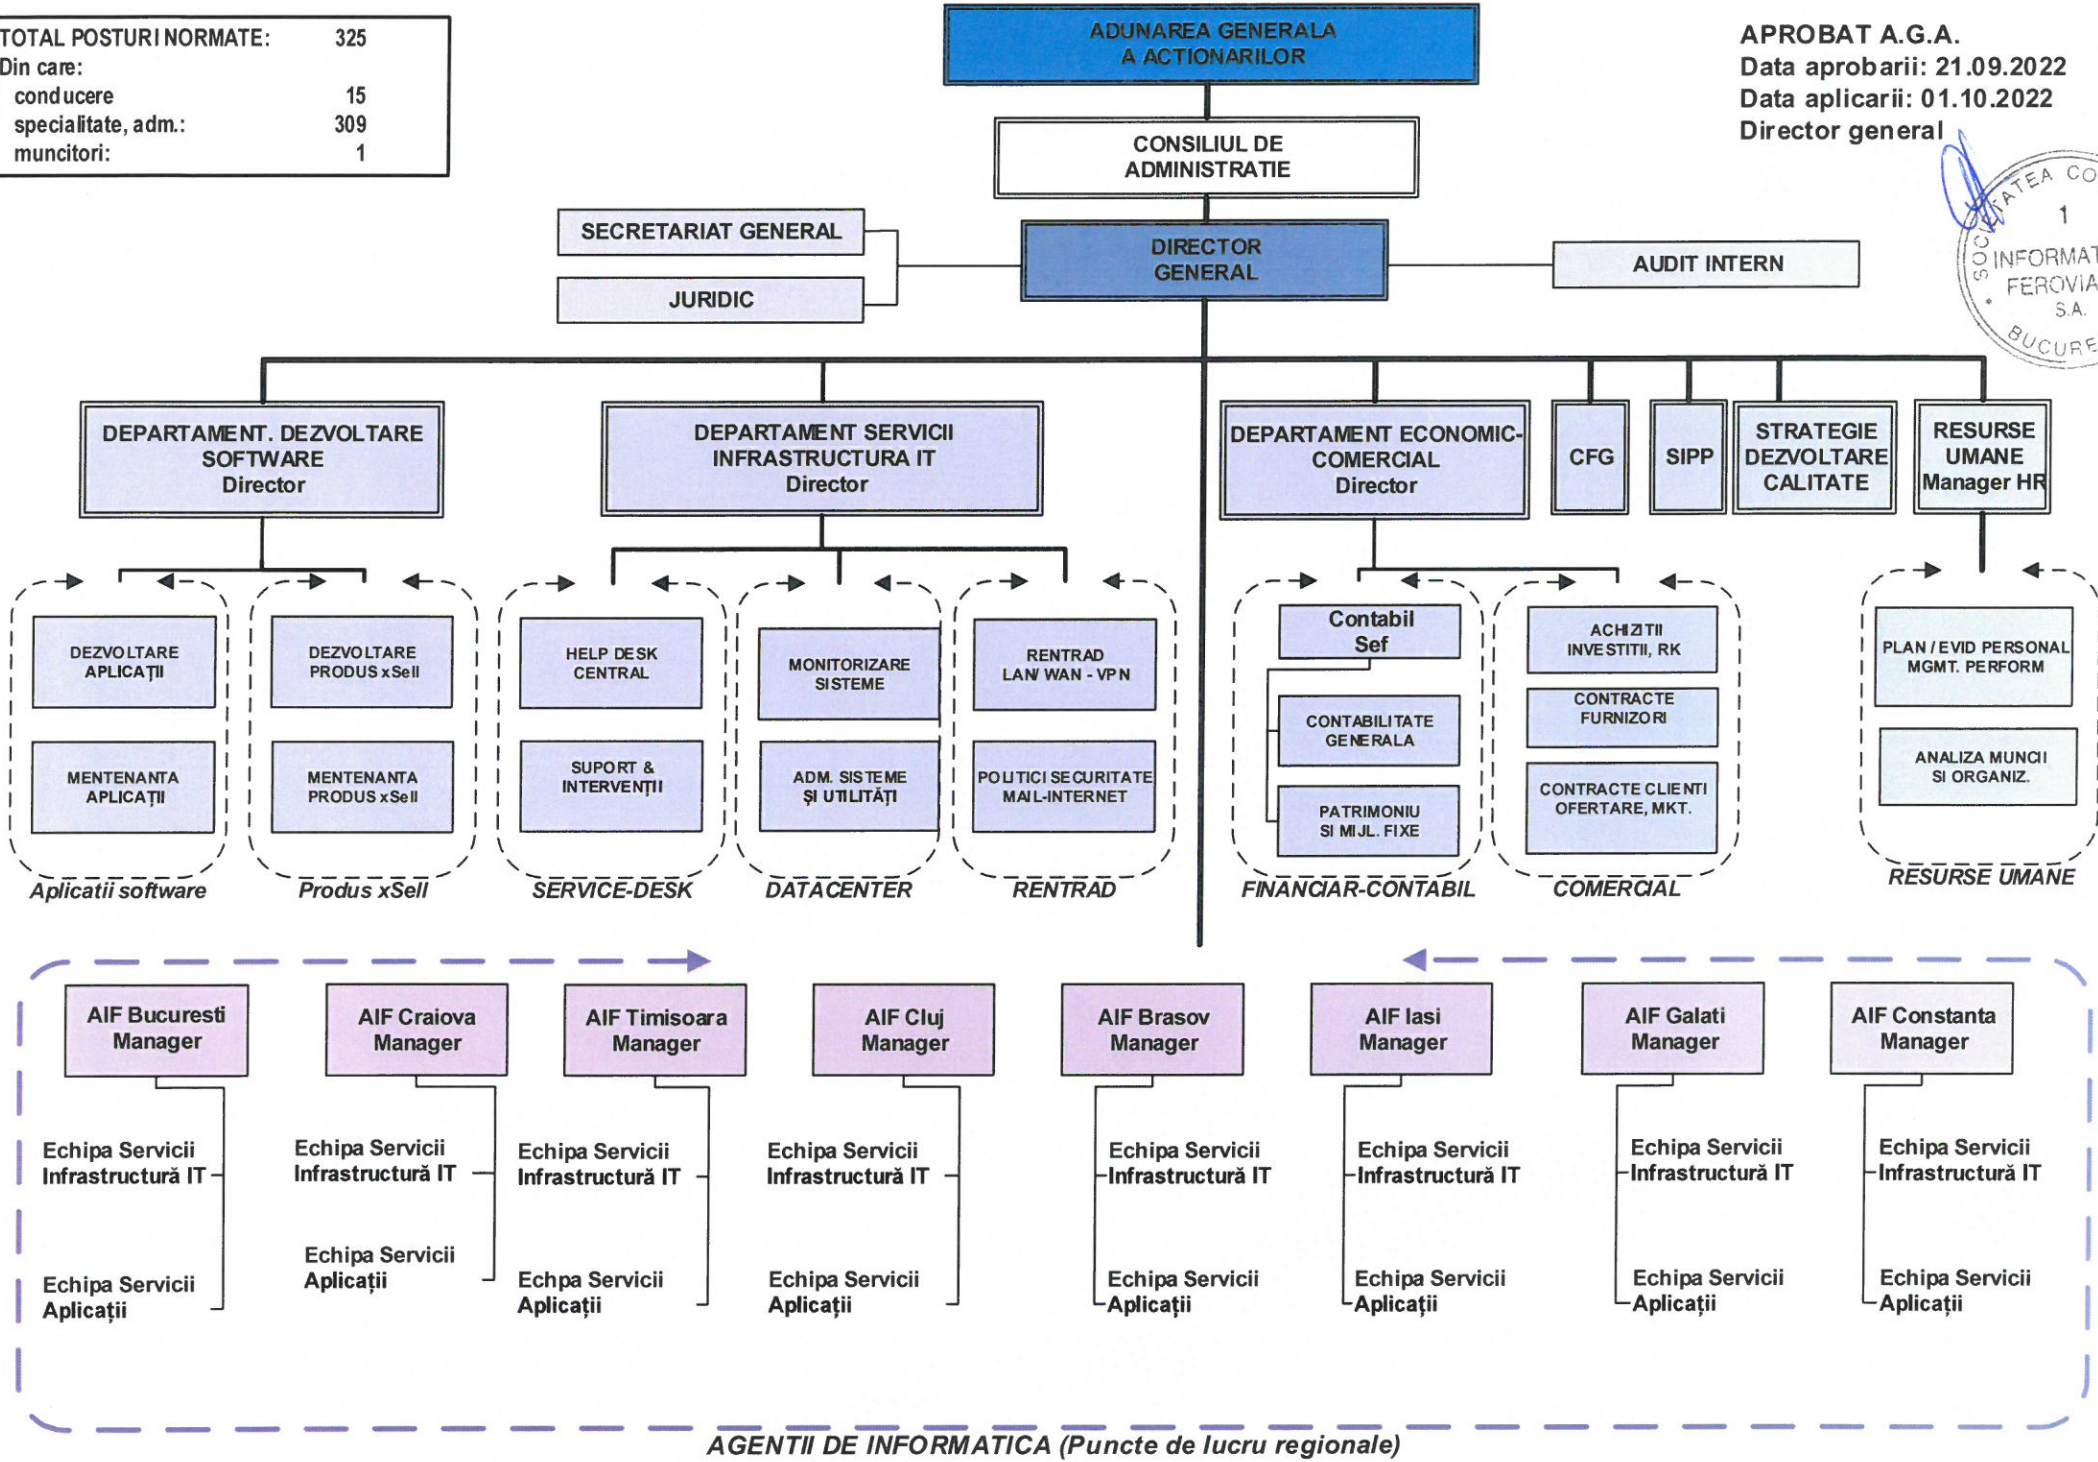 TOTAL POSTURI NORMATE: 325
Din care:
conducere 15
specialitate, adm.: 309
muncitori: 1
ADUNAREA GENERALA
A ACTIONARILOR
APROBAT A.G.A.
Data aprobarii: 21.09.2022
Data aplicarii: 01.10.2022
Director general
CONSILIUL DE
ADMINISTRATIE
SECRETARIAT GENERAL
JURIDIC
DIRECTOR
GENERAL
AUDIT INTERN
1
FEROVIA
S.A.
DEPARTAMENT. DEZVOLTARE
SOFTWARE
Director
DEPARTAMENT SERVICII
INFRASTRUCTURA IT
Director
DEPARTAMENT ECONOMIC-
COMERCIAL
Director
CFG
SIPP
STRATEGIE
DEZVOLTARE
CALITATE
RESURSE
UMANE
Manager HR
DEZVOLTARE
APLICAȚII
MENTENANTA
APLICAȚII
Aplicatii software
DEZVOLTARE
PRODUS xSell
MENTENANTA
PRODUS xSell
Produs xSell
HELP DESK
CENTRAL
SUPORT &
INTERVENȚII
SERVICE-DESK
MONITORIZARE
SISTEME
ADM. SISTEME
ȘI UTILITĂȚI
DATACENTER
RENTRAD
LAN/ WAN - VPN
POLITICI SECURITATE
MAIL-INTERNET
RENTRAD
Contabil
Sef
CONTABILITATE
GENERALA
PATRIMONIU
SI MIJL. FIXE
FINANCIAR-CONTABIL
ACHIZITII
INVESTITII, RK
CONTRACTE
FURNIZORI
CONTRACTE CLIENTI
OFERTARE, MKT.
COMERCIAL
PLAN / EVID PERSONAL
MGMT. PERFORM
ANALIZA MUNCII
SI ORGANIZ.
RESURSE UMANE
AIF Bucuresti
Manager
Echipa Servicii
Infrastructură IT
Echipa Servicii
Aplicații
AIF Craiova
Manager
Echipa Servicii
Infrastructură IT
Echipa Servicii
Aplicații
AIF Timisoara
Manager
Echipa Servicii
Infrastructură IT
Echpa Servicii
Aplicații
AIF Cluj
Manager
Echipa Servicii
Infrastructură IT
Echipa Servicii
Aplicații
AIF Brasov
Manager
Echipa Servicii
Infrastructură IT
Echipa Servicii
Aplicații
AIF Iasi
Manager
Echipa Servicii
Infrastructură IT
Echipa Servicii
Aplicații
AIF Galati
Manager
Echipa Servicii
Infrastructură IT
Echipa Servicii
Aplicații
AIF Constanta
Manager
Echipa Servicii
Infrastructură IT
Echipa Servicii
Aplicații
AGENTII DE INFORMATICA (Puncte de lucru regionale)